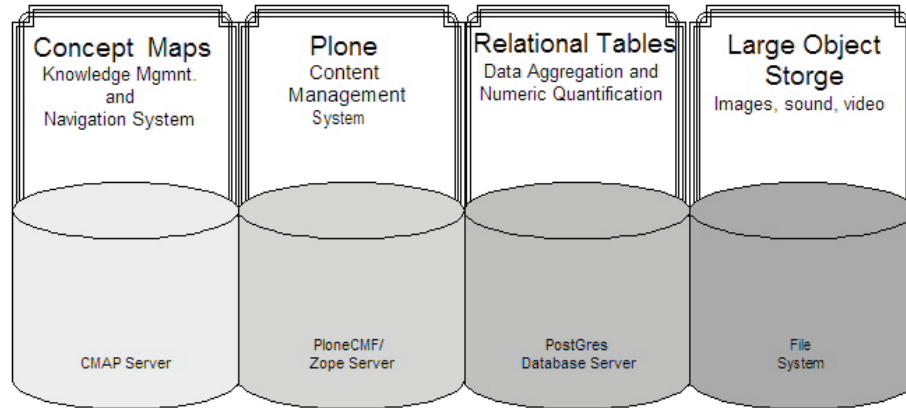 Concept Maps
Knowledge Mgmnt.
and
Navigation System
Plone
Content
Management
System
Relational Tables
Data Aggregation and
Numeric Quantification
Large Object
Storge
Images, sound, video
CMAP Server
PloneCMF/
Zope Server
PostGres
Database Server
File
System